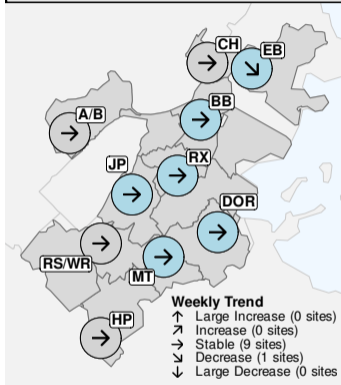 CH
EB
A/B
BB
RX
JP
DOR
RS/WR
MT
HP
Weekly Trend
↑ Large Increase (0 sites)
↗ Increase (0 sites)
→ Stable (9 sites)
↘ Decrease (1 sites)
↓ Large Decrease (0 sites